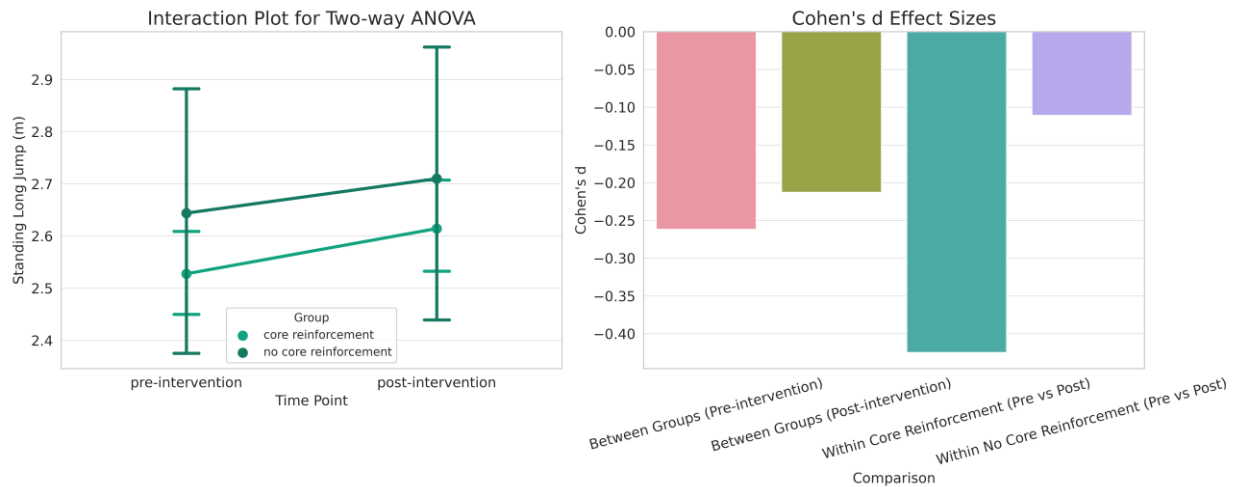 Interaction Plot for Two-way ANOVA
Standing Long Jump (m)
2.9
2.8
2.7
2.6
2.5
2.4
Group
core reinforcement
no core reinforcement
pre-intervention
post-intervention
Time Point
Cohen's d Effect Sizes
Cohen's d
0.00
−0.05
−0.10
−0.15
−0.20
−0.25
−0.30
−0.35
−0.40
Between Groups (Pre-intervention)
Between Groups (Post-intervention)
Within Core Reinforcement (Pre vs Post)
Within No Core Reinforcement (Pre vs Post)
Comparison